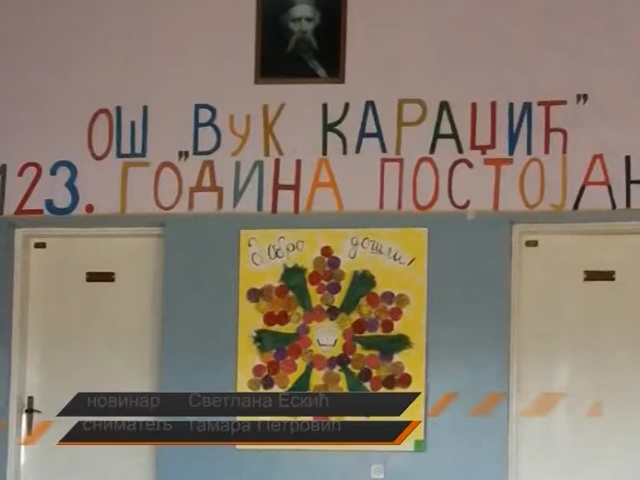 ОШ „ВУК КАРАЏИЋ”
123. ГОДИНА ПОСТОЈАН
Добро дошли!
новинар Светлана Ескић
сниматељ Тамара Петровић